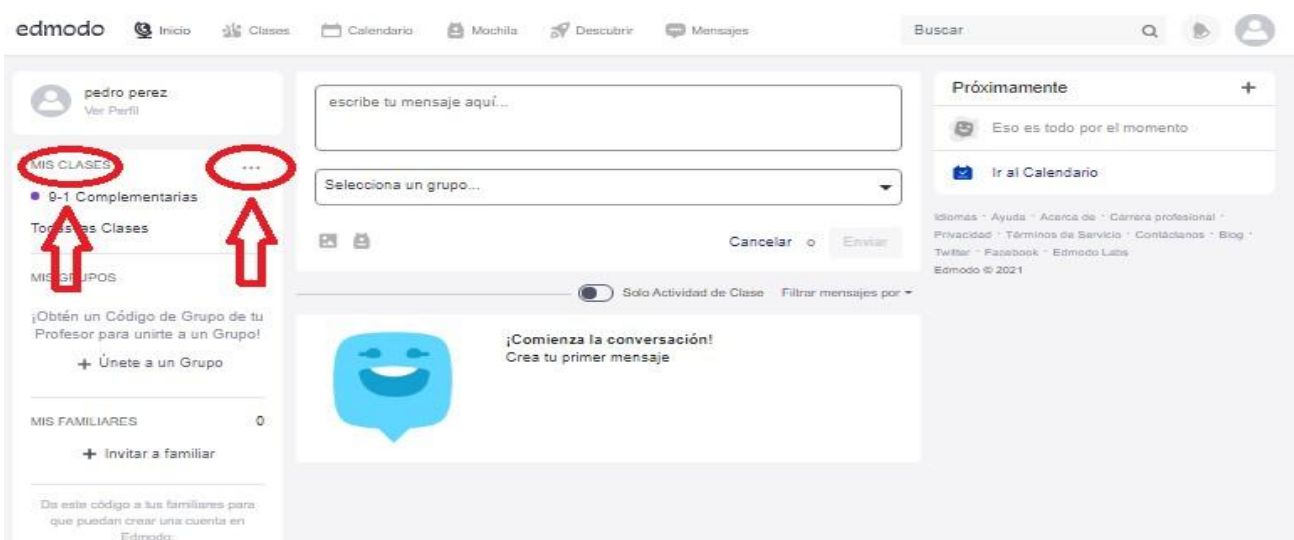 edmodo Inicio Clases Calendario Mochila Descubrir Mensajes Buscar
pedro perez
Ver Perfil
MIS CLASES ...
9-1 Complementarias
Todas las Clases
MIS GRUPOS
¡Obtén un Código de Grupo de tu
Profesor para unirte a un Grupo!
+ Únete a un Grupo
MIS FAMILIARES 0
+ Invitar a familiar
Da este código a tus familiares para
que puedan crear una cuenta en
Edmodo:
escribe tu mensaje aquí...
Selecciona un grupo...
Cancelar o Enviar
Solo Actividad de Clase Filtrar mensajes por
¡Comienza la conversación!
Crea tu primer mensaje
Próximamente +
Eso es todo por el momento
Ir al Calendario
Idiomas · Ayuda · Acerca de · Carrera profesional ·
Privacidad · Términos de Servicio · Contáctanos · Blog ·
Twitter · Facebook · Edmodo Labs
Edmodo © 2021